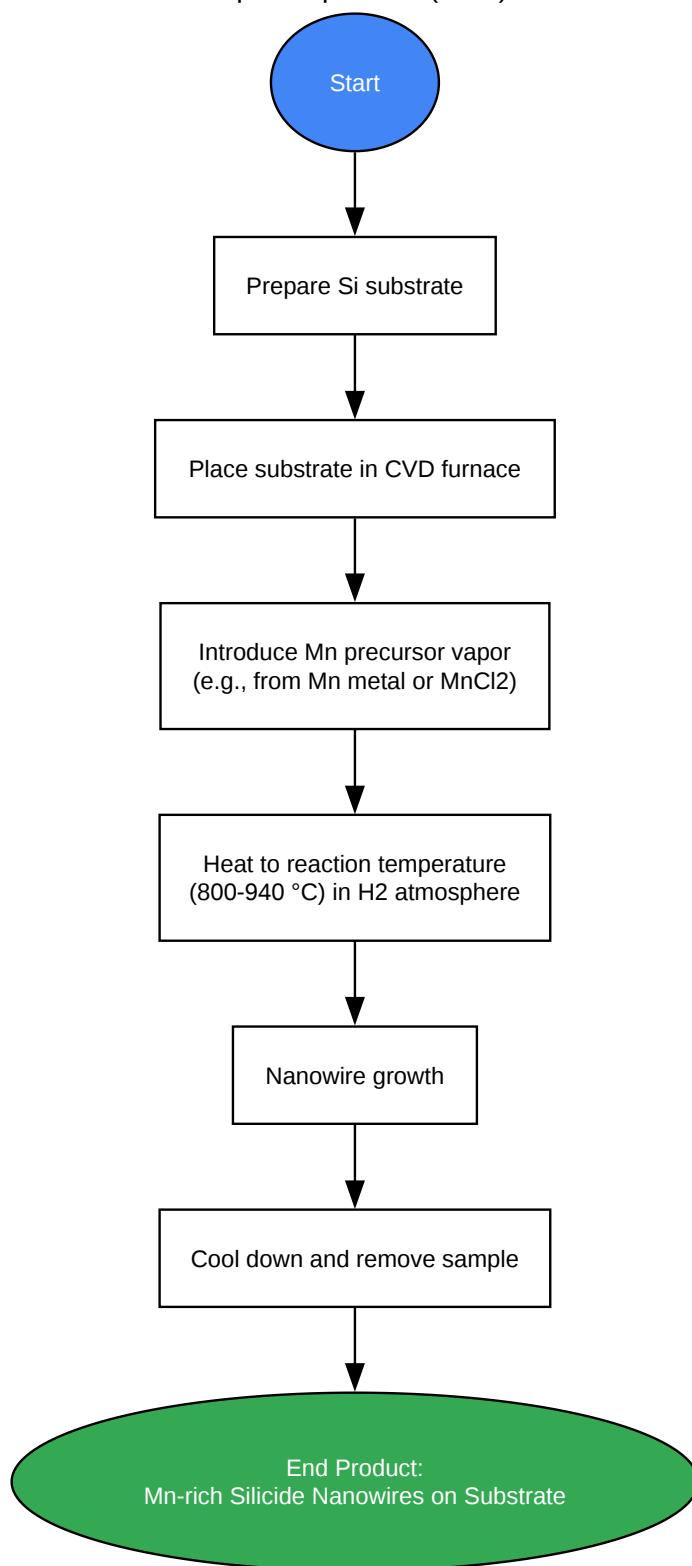 Start
Prepare Si substrate
Place substrate in CVD furnace
Introduce Mn precursor vapor
(e.g., from Mn metal or MnCl2)
Heat to reaction temperature
(800-940 °C) in H2 atmosphere
Nanowire growth
Cool down and remove sample
End Product:
Mn-rich Silicide Nanowires on Substrate